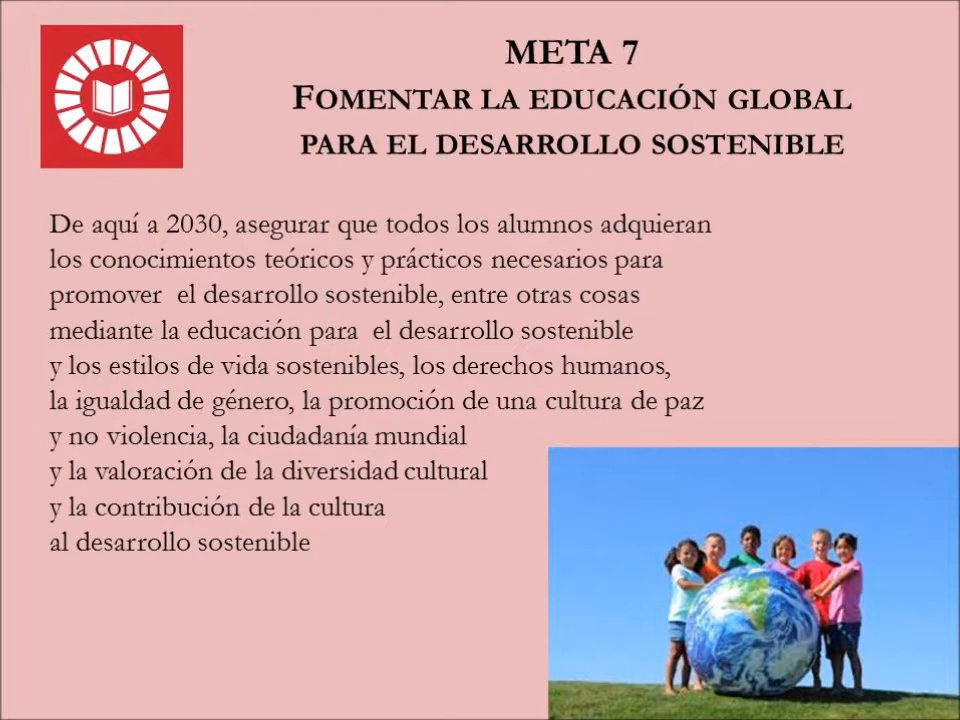 META 7
FOMENTAR LA EDUCACIÓN GLOBAL
PARA EL DESARROLLO SOSTENIBLE
De aquí a 2030, asegurar que todos los alumnos adquieran
los conocimientos teóricos y prácticos necesarios para
promover  el desarrollo sostenible, entre otras cosas
mediante la educación para  el desarrollo sostenible
y los estilos de vida sostenibles, los derechos humanos,
la igualdad de género, la promoción de una cultura de paz
y no violencia, la ciudadanía mundial
y la valoración de la diversidad cultural
y la contribución de la cultura
al desarrollo sostenible